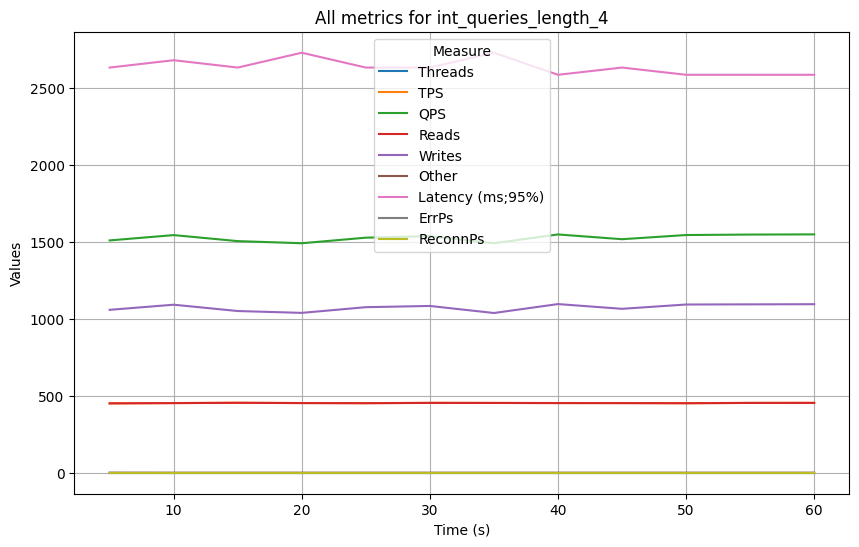 All metrics for int_queries_length_4
Measure
Threads
TPS
QPS
Reads
Writes
Other
Latency (ms;95%)
ErrPs
ReconnPs
Values
2500
2000
1500
1000
500
0
10
20
30
40
50
60
Time (s)